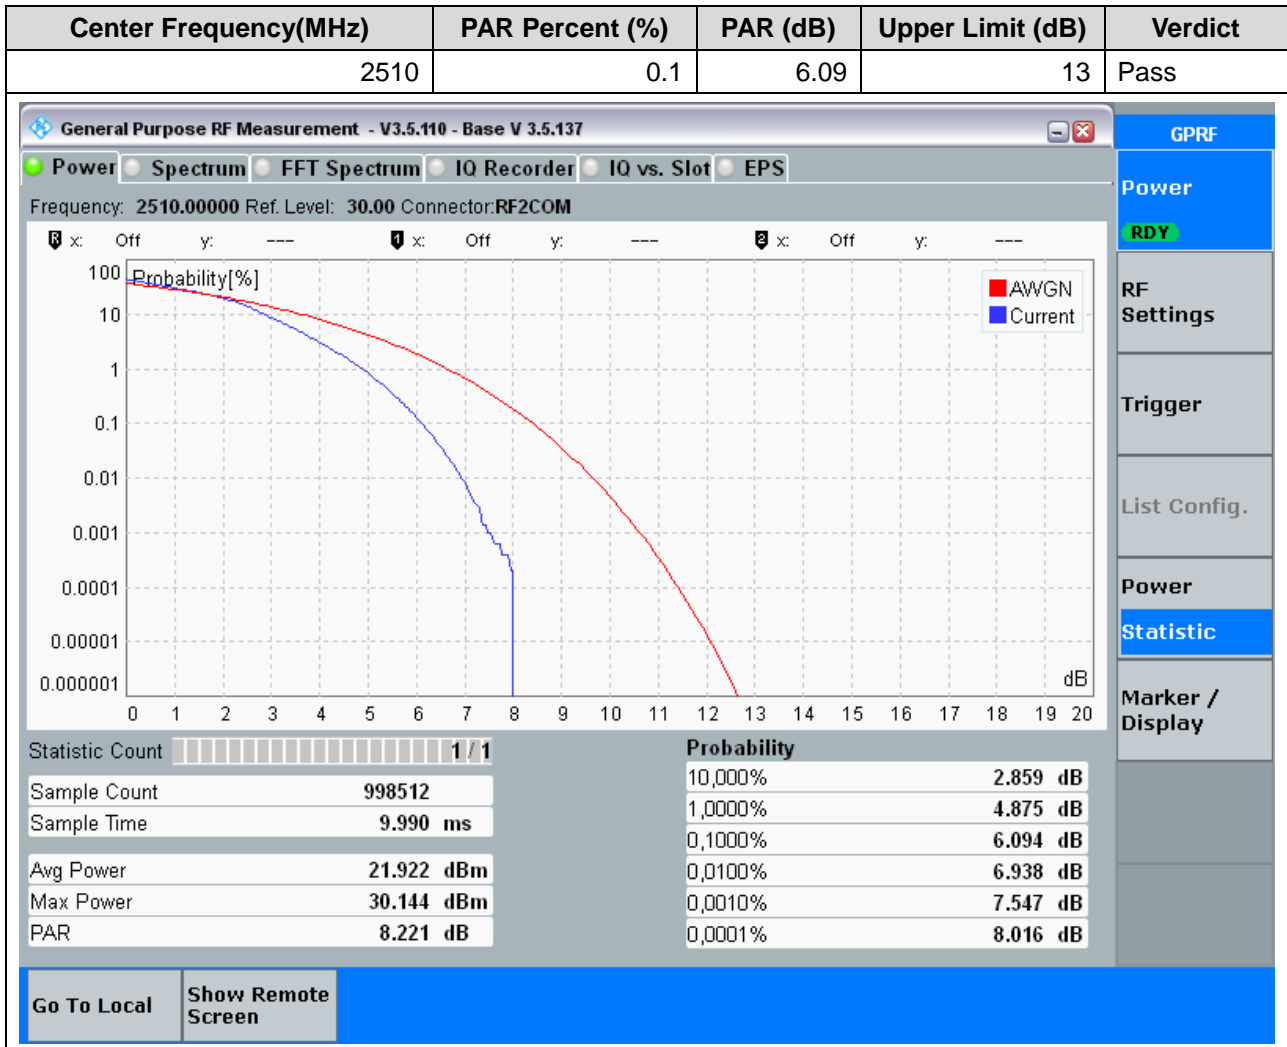 Center Frequency(MHz) PAR Percent (%) PAR (dB) Upper Limit (dB) Verdict
2510 0.1 6.09 13 Pass
General Purpose RF Measurement - V3.5.110 - Base V 3.5.137
GPRF
Power Spectrum FFT Spectrum IQ Recorder IQ vs. Slot EPS
Frequency: 2510.00000 Ref. Level: 30.00 Connector:RF2COM
R x: Off y: --- 1 x: Off y: --- 2 x: Off y: ---
Probability[%]
AWGN
Current
100
10
1
0.1
0.01
0.001
0.0001
0.00001
0.000001
dB
0 1 2 3 4 5 6 7 8 9 10 11 12 13 14 15 16 17 18 19 20
Statistic Count 1 / 1
Sample Count 998512
Sample Time 9.990 ms
Avg Power 21.922 dBm
Max Power 30.144 dBm
PAR 8.221 dB
Probability
10,000% 2.859 dB
1,0000% 4.875 dB
0,1000% 6.094 dB
0,0100% 6.938 dB
0,0010% 7.547 dB
0,0001% 8.016 dB
Power
RDY
RF
Settings
Trigger
List Config.
Power
Statistic
Marker /
Display
Go To Local
Show Remote
Screen